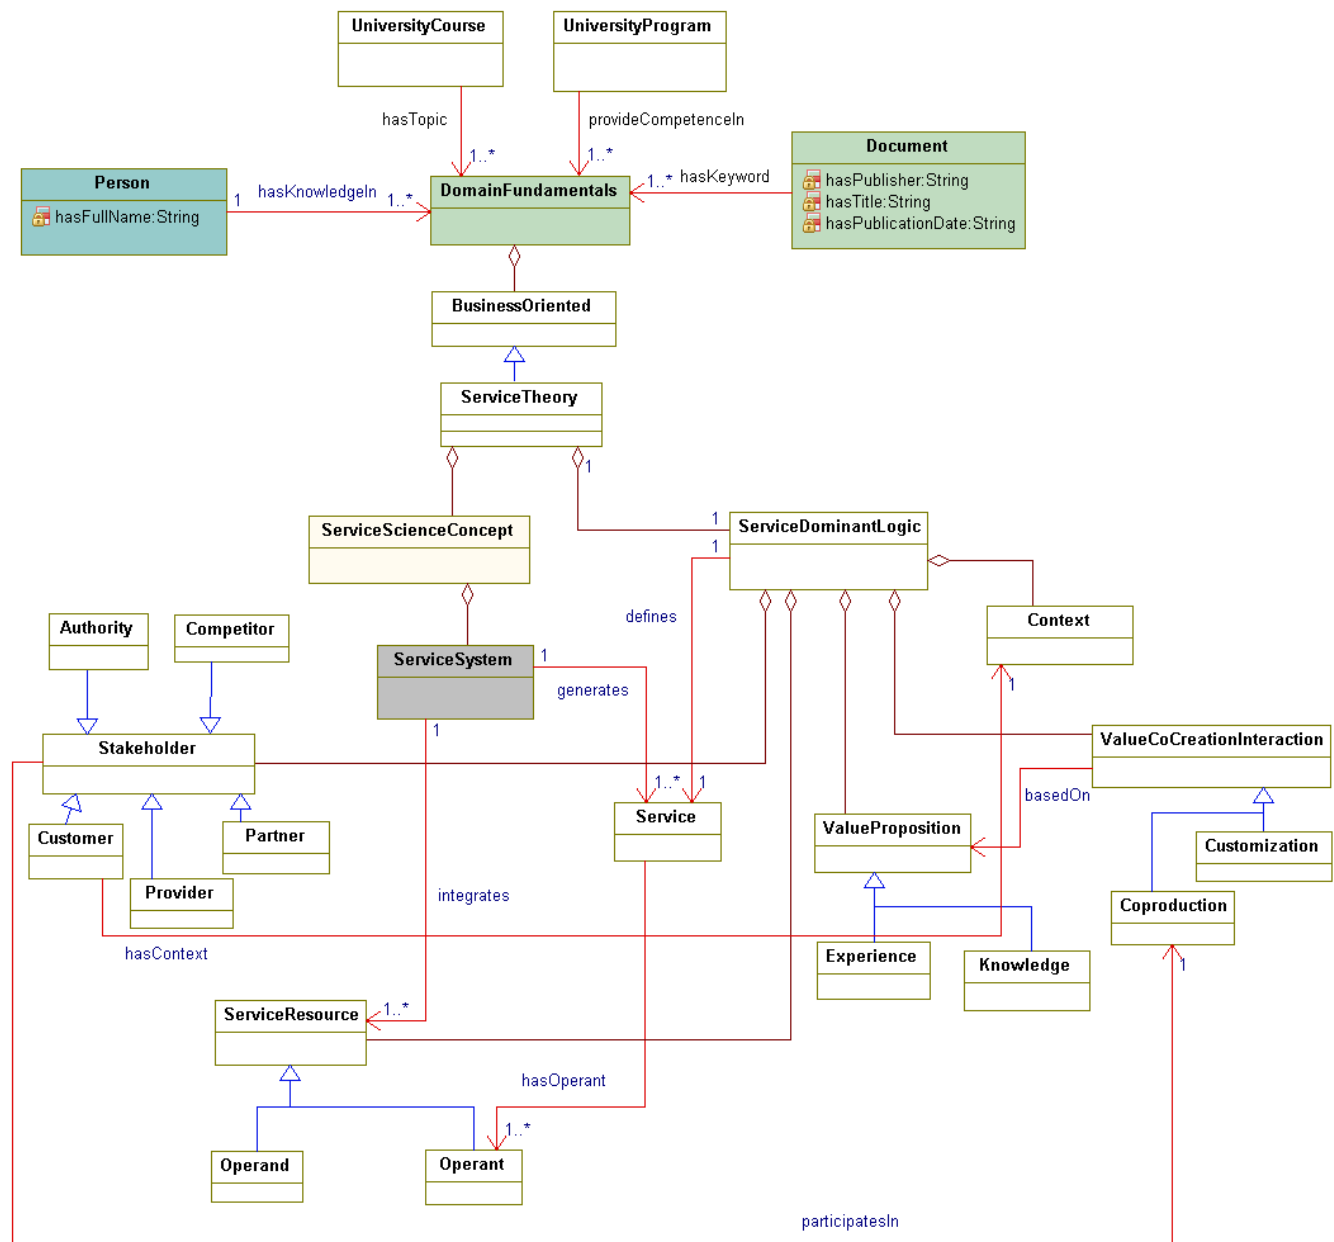 UniversityCourse
UniversityProgram
hasTopic
provideCompetenceIn
1..*
1..*
Document
hasPublisher:String
hasTitle:String
hasPublicationDate:String
hasKeyword
1..*
Person
hasFullName:String
1
hasKnowledgeIn
1..*
DomainFundamentals
BusinessOriented
ServiceTheory
1
ServiceScienceConcept
1
ServiceDominantLogic
1
defines
Context
1
Authority
Competitor
ServiceSystem
1
generates
1
Stakeholder
ValueCoCreationInteraction
basedOn
1..*
1
Service
ValueProposition
Customer
Partner
Provider
Customization
Coproduction
1
integrates
hasContext
Experience
Knowledge
1..*
ServiceResource
hasOperant
1..*
Operand
Operant
participatesIn